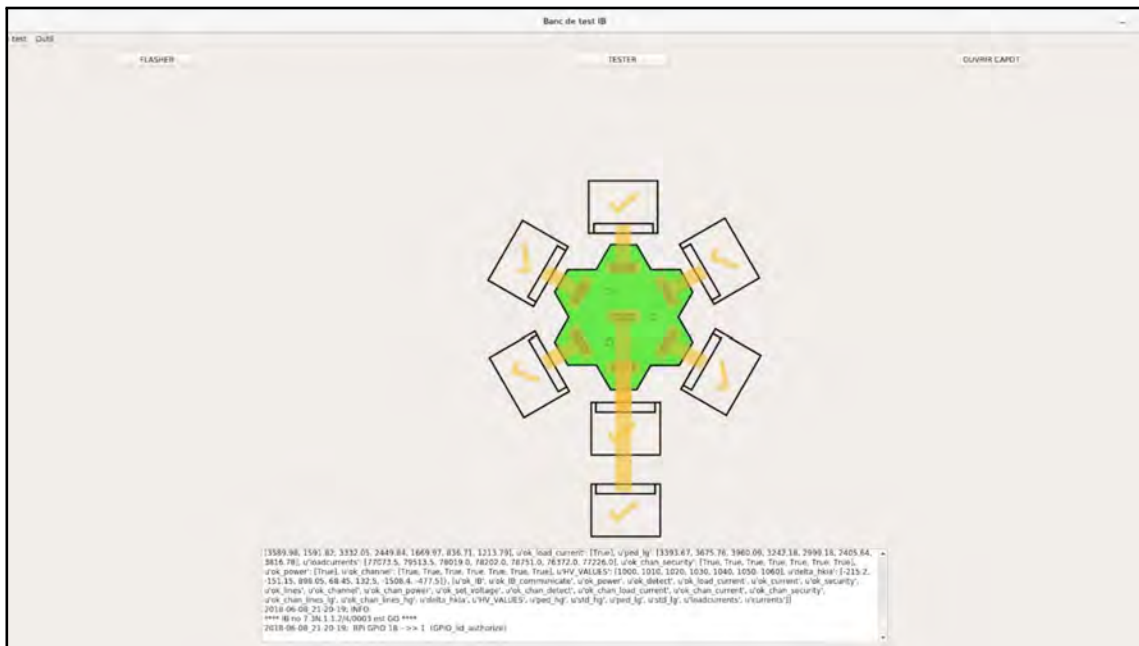 Banc de test IB
test Outil
FLASHER TESTER OUVRIR CAPOT
[3589.98, 1591.82, 3332.05, 2449.84, 1669.97, 836.71, 1213.79], u'ok_load_current': [True], u'ped_lg': [3393.67, 3675.76, 3960.09, 3242.18, 2999.18, 2405.64,
3816.78], u'loadcurrents': [77073.5, 79513.5, 78019.0, 78202.0, 78751.0, 76372.0, 77226.0], u'ok_chan_security': [True, True, True, True, True, True, True],
u'ok_power': [True], u'ok_channel': [True, True, True, True, True, True, True], u'HV_VALUES': [1000, 1010, 1020, 1030, 1040, 1050, 1060], u'delta_hkla': [-215.2,
-151.15, 898.05, 68.45, 132.5, -1508.4, -477.5]}, [u'ok_IB', u'ok_IB_communicate', u'ok_power', u'ok_detect', u'ok_load_current', u'ok_current', u'ok_security',
u'ok_lines', u'ok_channel', u'ok_chan_power', u'ok_set_voltage', u'ok_chan_detect', u'ok_chan_load_current', u'ok_chan_current', u'ok_chan_security',
u'ok_chan_lines_lg', u'ok_chan_lines_hg', u'delta_hkla', u'HV_VALUES', u'ped_hg', u'std_hg', u'ped_lg', u'std_lg', u'loadcurrents', u'currents']]
2018-06-08_21-20-19; INFO
**** IB no 7.3N.1.1.2/4/0003 est GO ****
2018-06-08_21-20-19; RPi GPIO 18 ->> 1 (GPIO_id_authorize)